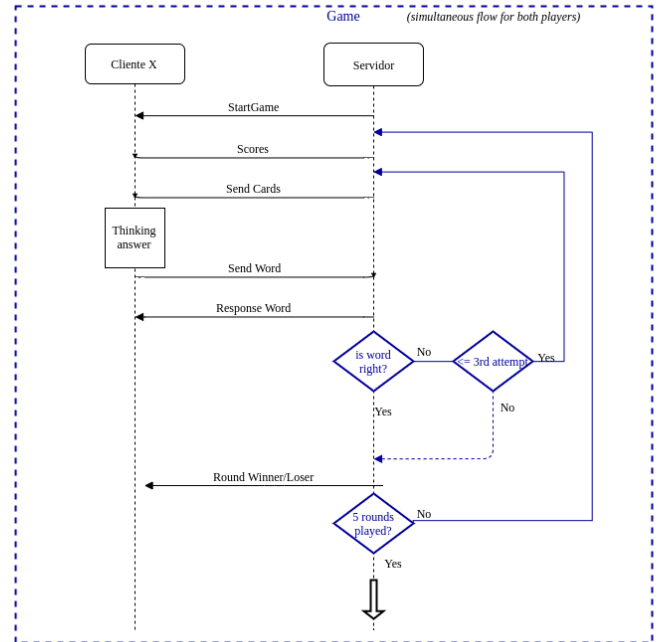 Game (simultaneous flow for both players)
Cliente X
Servidor
StartGame
Scores
Send Cards
Thinking
answer
Send Word
Response Word
is word
right?
No
<= 3rd attempt
Yes
Yes
No
Round Winner/Loser
5 rounds
played?
No
Yes